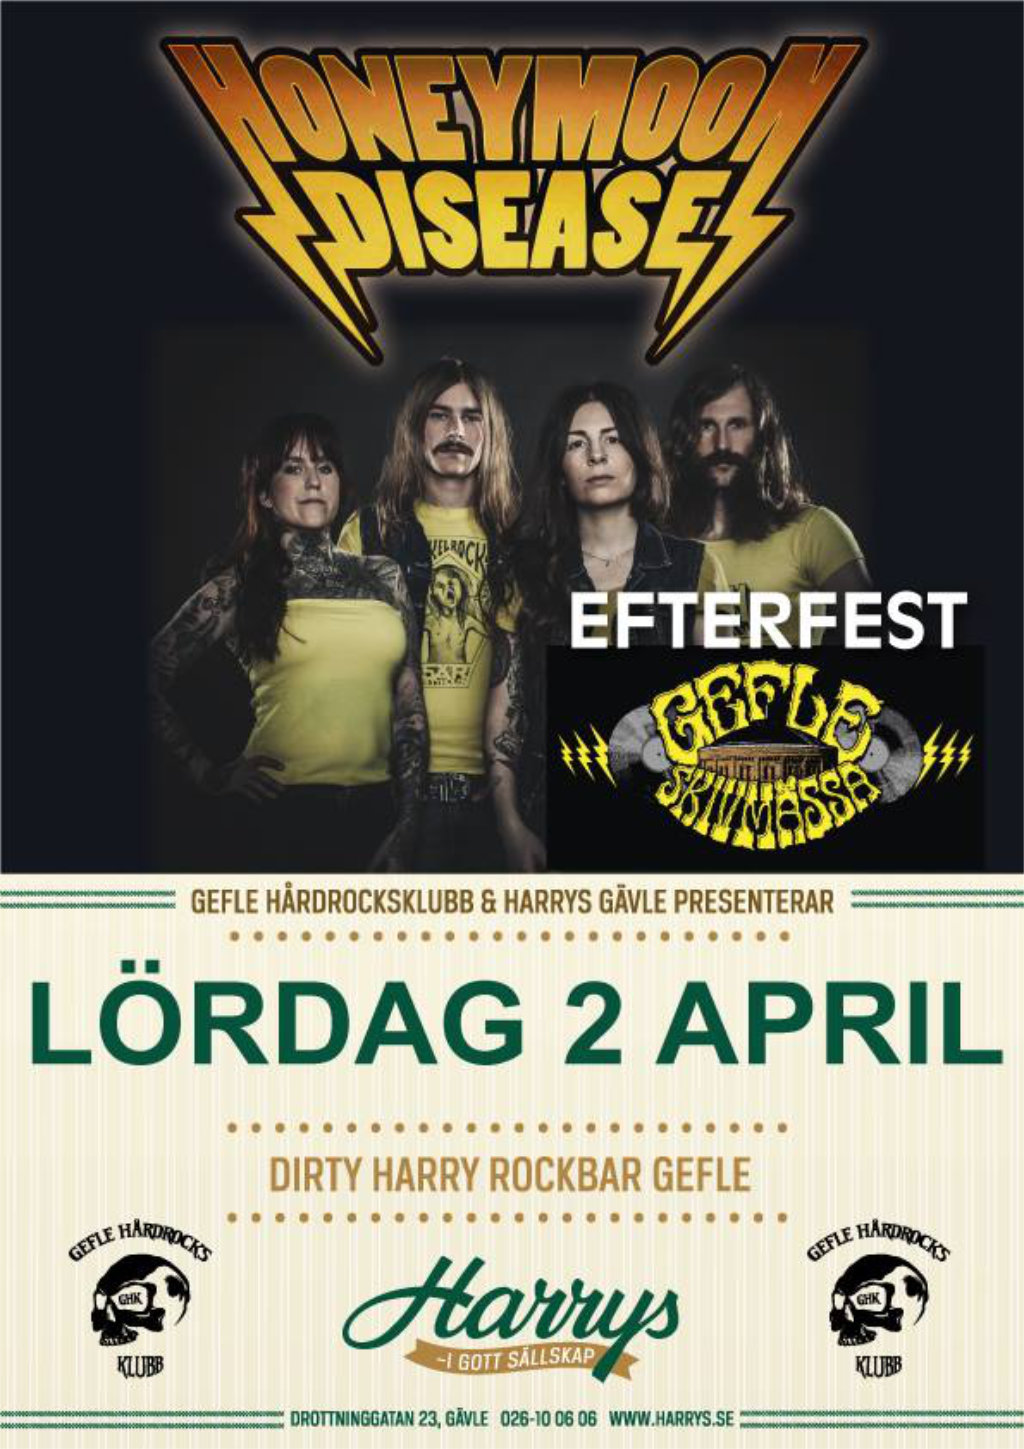 HONEYMOON
DISEASE
EFTERFEST
GEFLE
SKIVMÄSSA
GEFLE HÅRDROCKSKLUBB & HARRYS GÄVLE PRESENTERAR
LÖRDAG 2 APRIL
DIRTY HARRY ROCKBAR GEFLE
GEFLE HÅRDROCKS
GHK
KLUBB
Harrys
~I GOTT SÄLLSKAP
GEFLE HÅRDROCKS
GHK
KLUBB
DROTTNINGGATAN 23, GÄVLE 026-10 06 06 WWW.HARRYS.SE